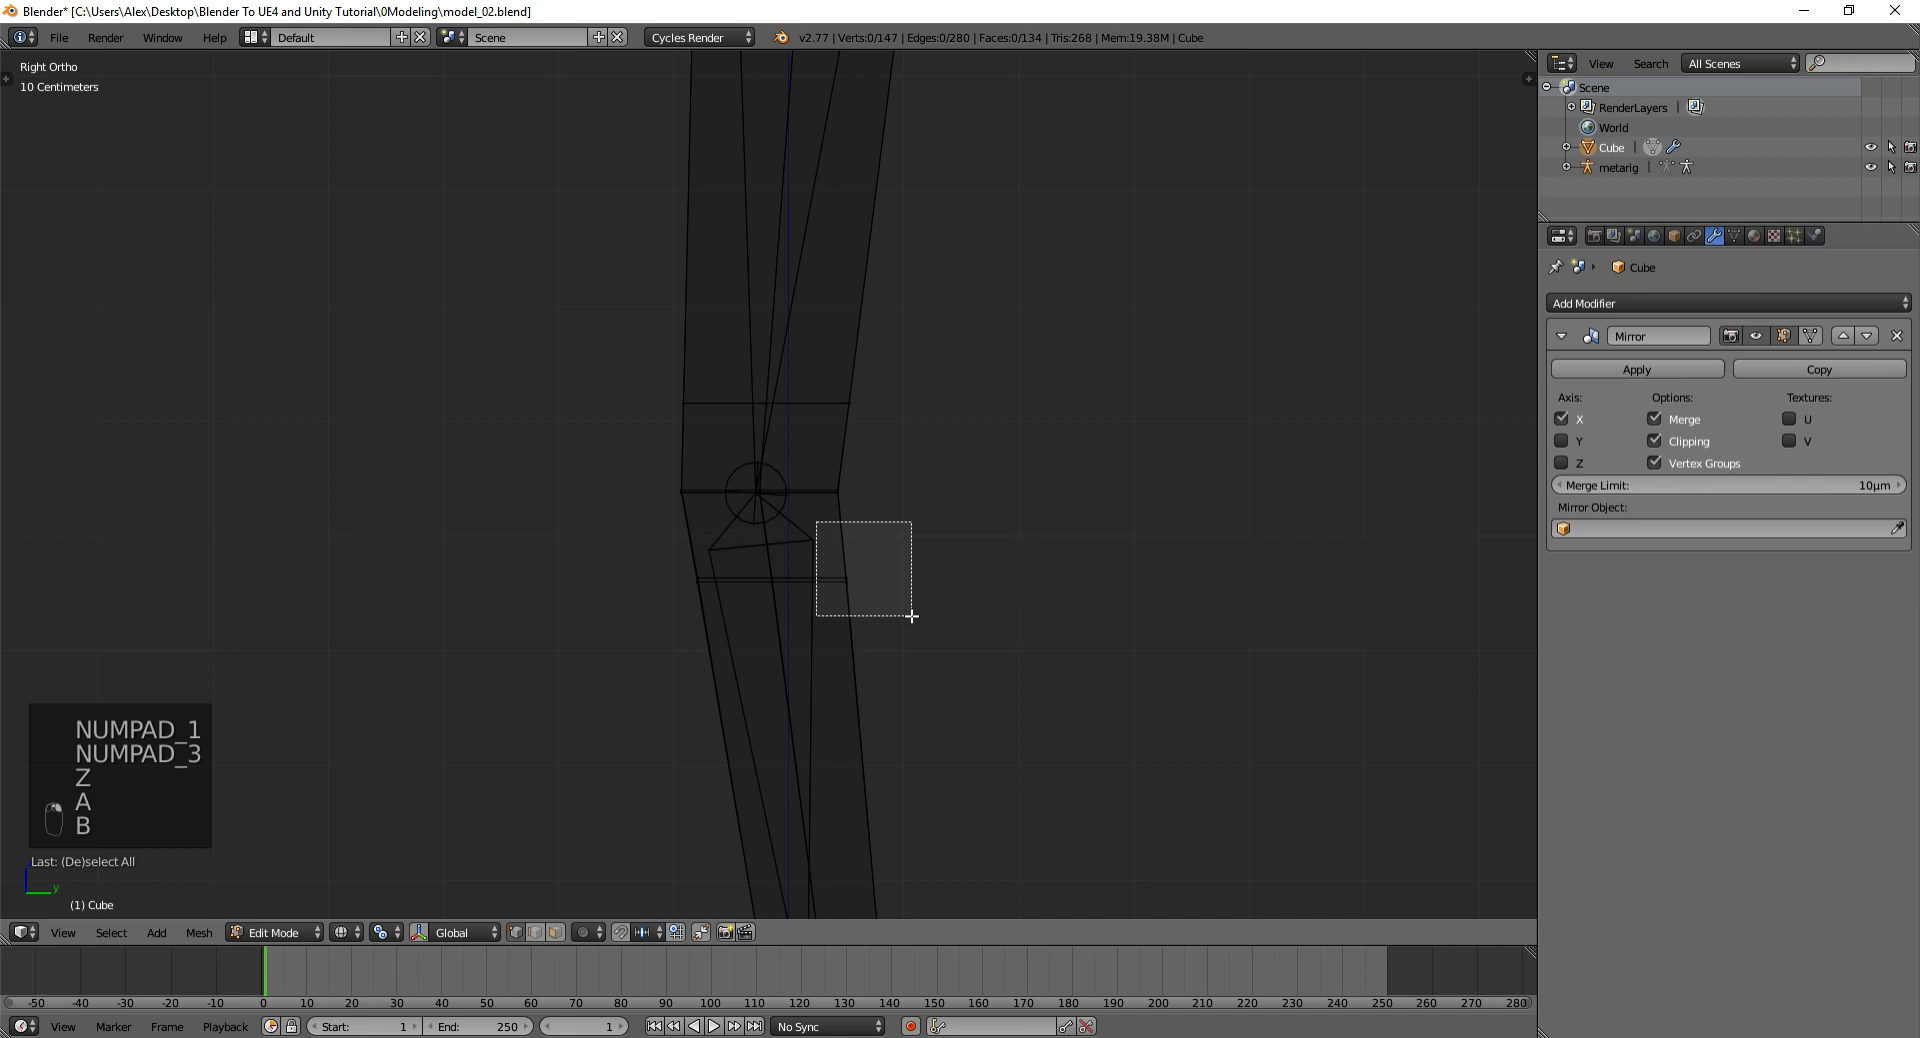 Blender* [C:\Users\Alex\Desktop\Blender To UE4 and Unity Tutorial\0Modeling\model_02.blend]
File Render Window Help Default Scene Cycles Render v2.77 | Verts:0/147 | Edges:0/280 | Faces:0/134 | Tris:268 | Mem:19.38M | Cube
Right Ortho
10 Centimeters
View Search All Scenes
Scene
RenderLayers
World
Cube
metarig
Cube
Add Modifier
Mirror
Apply Copy
Axis: Options: Textures:
X Merge U
Y Clipping V
Z Vertex Groups
Merge Limit: 10µm
Mirror Object:
NUMPAD_1
NUMPAD_3
Z
A
B
Last: (De)select All
y
(1) Cube
View Select Add Mesh Edit Mode Global
-50 -40 -30 -20 -10 0 10 20 30 40 50 60 70 80 90 100 110 120 130 140 150 160 170 180 190 200 210 220 230 240 250 260 270 280
View Marker Frame Playback Start: 1 End: 250 1 No Sync